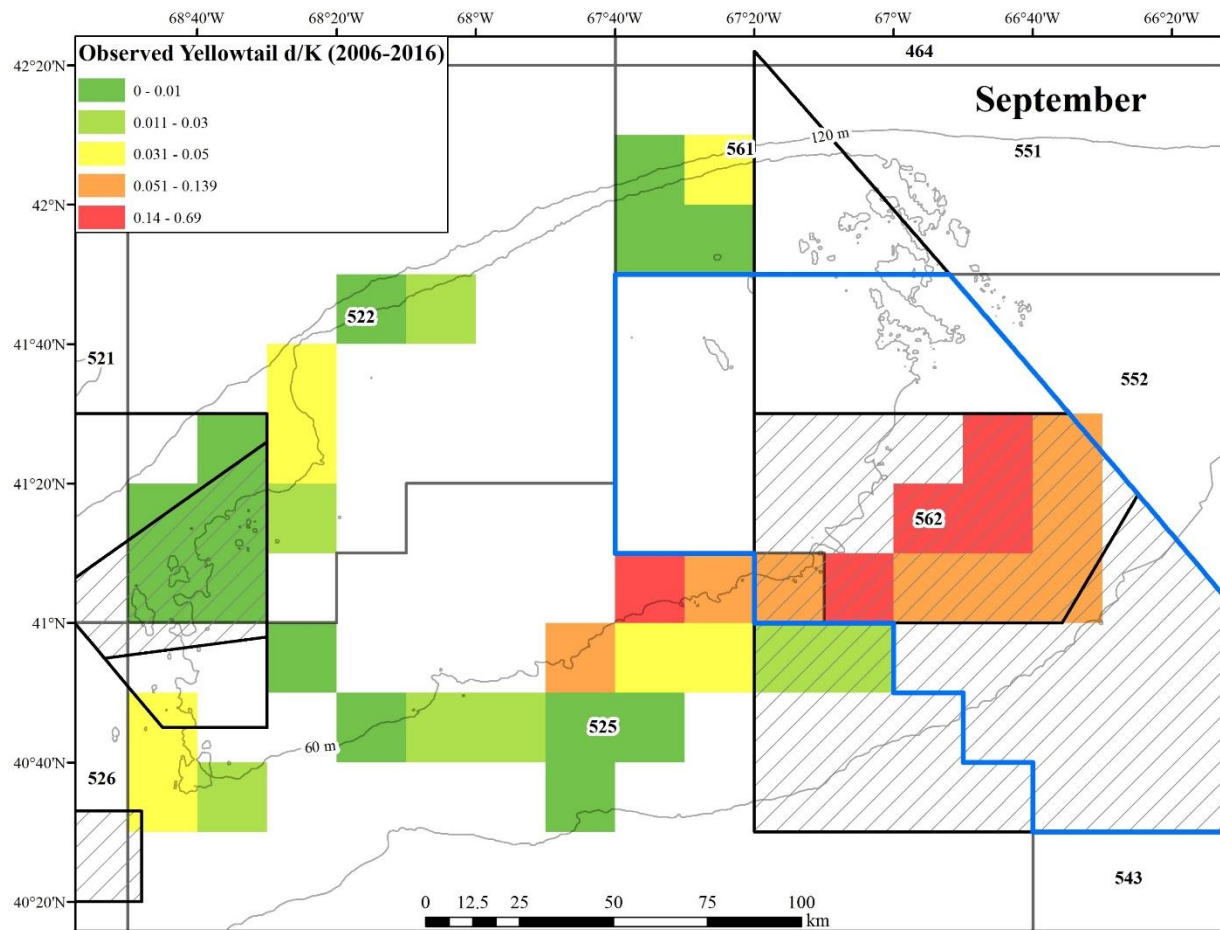 68°40'W 68°20'W 68°W 67°40'W 67°20'W 67°W 66°40'W 66°20'W
Observed Yellowtail d/K (2006-2016)
0 - 0.01
0.011 - 0.03
0.031 - 0.05
0.051 - 0.139
0.14 - 0.69
September
42°20'N
42°N
41°40'N
41°20'N
41°N
40°40'N
40°20'N
464
561
120 m
551
522
521
552
562
525
60 m
526
543
0 12.5 25 50 75 100
km